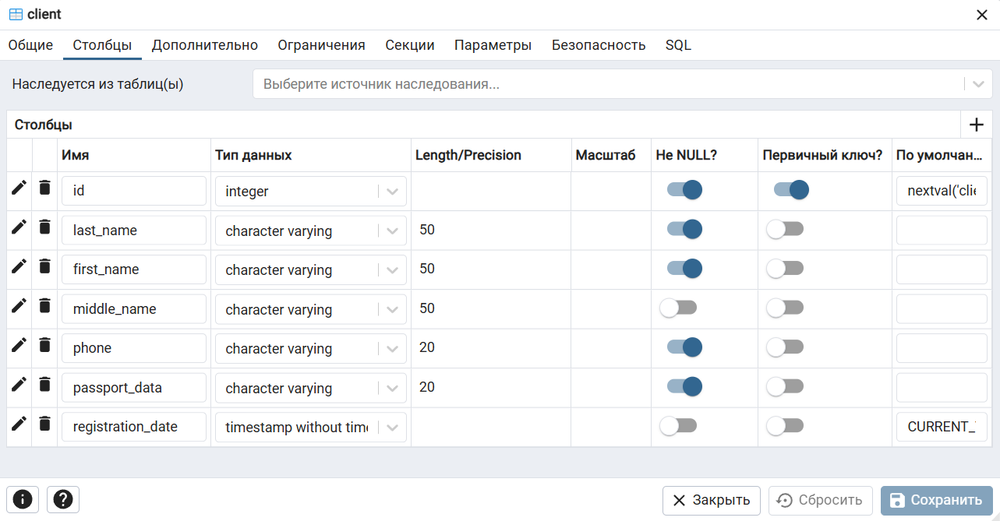 client
Общие Столбцы Дополнительно Ограничения Секции Параметры Безопасность SQL
Наследуется из таблиц(ы) Выберите источник наследования...
Столбцы
Имя Тип данных Length/Precision Масштаб Не NULL? Первичный ключ? По умолчан...
id integer nextval('clie
last_name character varying 50
first_name character varying 50
middle_name character varying 50
phone character varying 20
passport_data character varying 20
registration_date timestamp without time CURRENT_
Закрыть Сбросить Сохранить